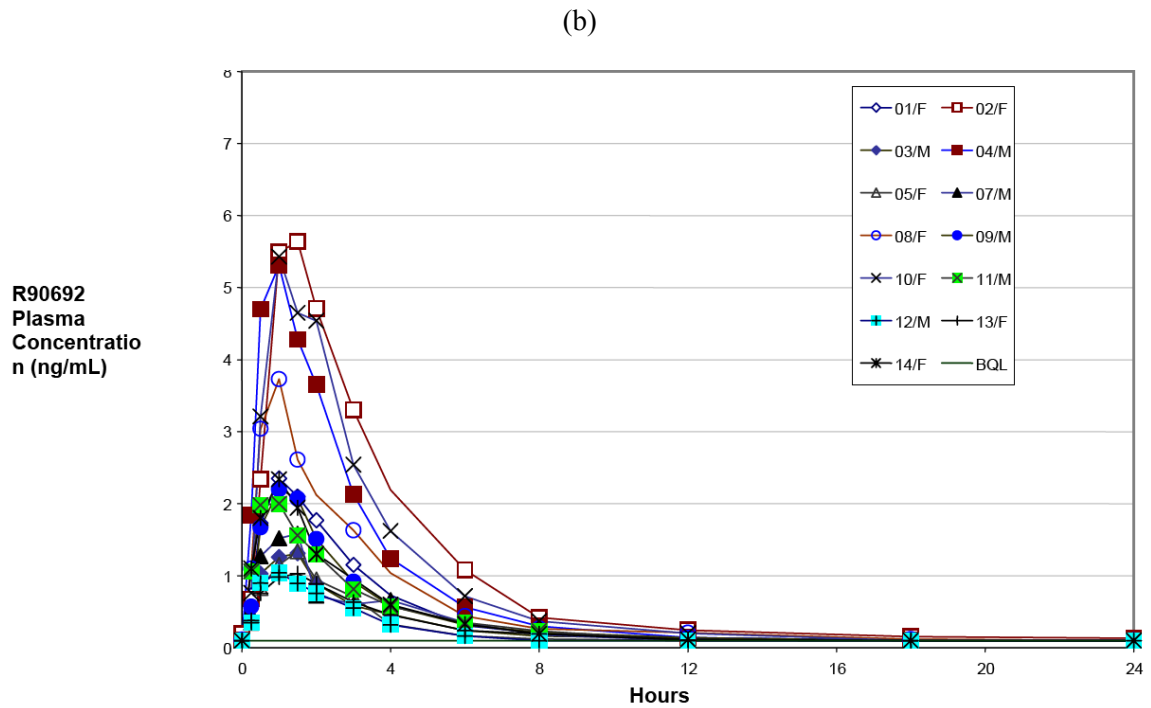 (b)
8
7
6
5
4
3
2
1
0
R90692
Plasma
Concentratio
n (ng/mL)
01/F 02/F
03/M 04/M
05/F 07/M
08/F 09/M
10/F 11/M
12/M 13/F
14/F BQL
0 4 8 12 16 20 24
Hours